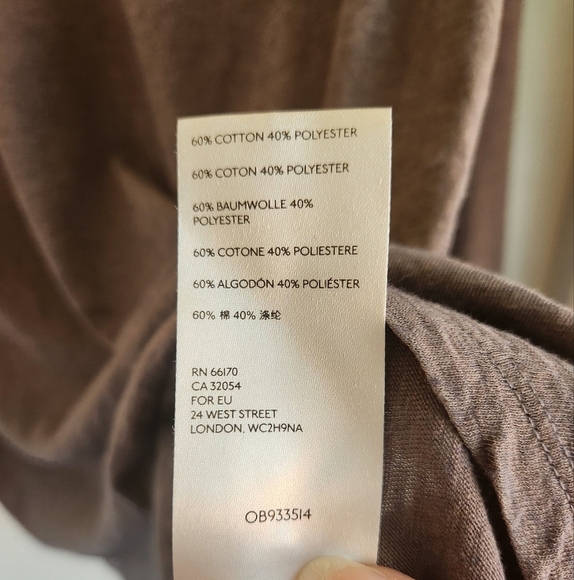 60% COTTON 40% POLYESTER
60% COTON 40% POLYESTER
60% BAUMWOLLE 40%
POLYESTER
60% COTONE 40% POLIESTERE
60% ALGODÓN 40% POLIÉSTER
60% 棉 40% 涤纶
RN 66170
CA 32054
FOR EU
24 WEST STREET
LONDON, WC2H9NA
OB933514